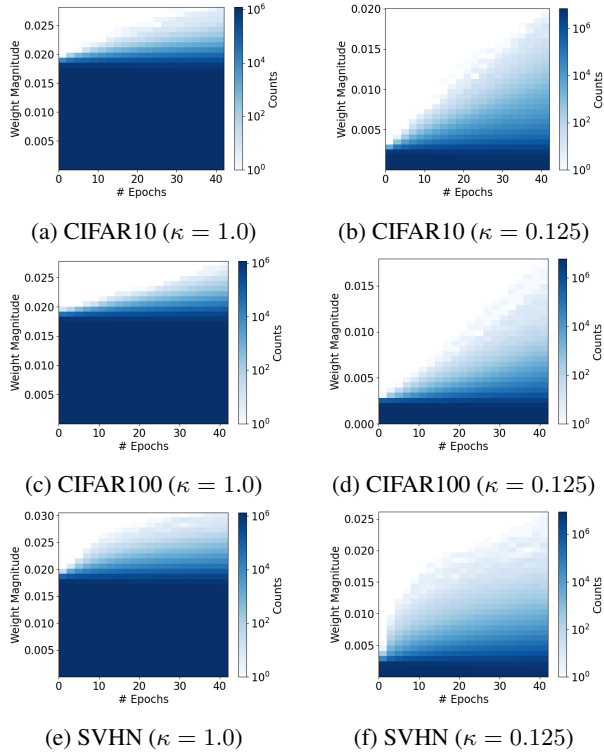 0.025
0.020
0.015
0.010
0.005
Weight Magnitude
0 10 20 30 40
# Epochs
10^6
10^4
10^2
10^0
Counts
0.020
0.015
0.010
0.005
Weight Magnitude
0 10 20 30 40
# Epochs
10^6
10^4
10^2
10^0
Counts
(a) CIFAR10 (κ = 1.0)
(b) CIFAR10 (κ = 0.125)
0.025
0.020
0.015
0.010
0.005
Weight Magnitude
0 10 20 30 40
# Epochs
10^6
10^4
10^2
10^0
Counts
0.015
0.010
0.005
0.000
Weight Magnitude
0 10 20 30 40
# Epochs
10^6
10^4
10^2
10^0
Counts
(c) CIFAR100 (κ = 1.0)
(d) CIFAR100 (κ = 0.125)
0.030
0.025
0.020
0.015
0.010
0.005
Weight Magnitude
0 10 20 30 40
# Epochs
10^6
10^4
10^2
10^0
Counts
0.025
0.020
0.015
0.010
0.005
Weight Magnitude
0 10 20 30 40
# Epochs
10^6
10^4
10^2
10^0
Counts
(e) SVHN (κ = 1.0)
(f) SVHN (κ = 0.125)